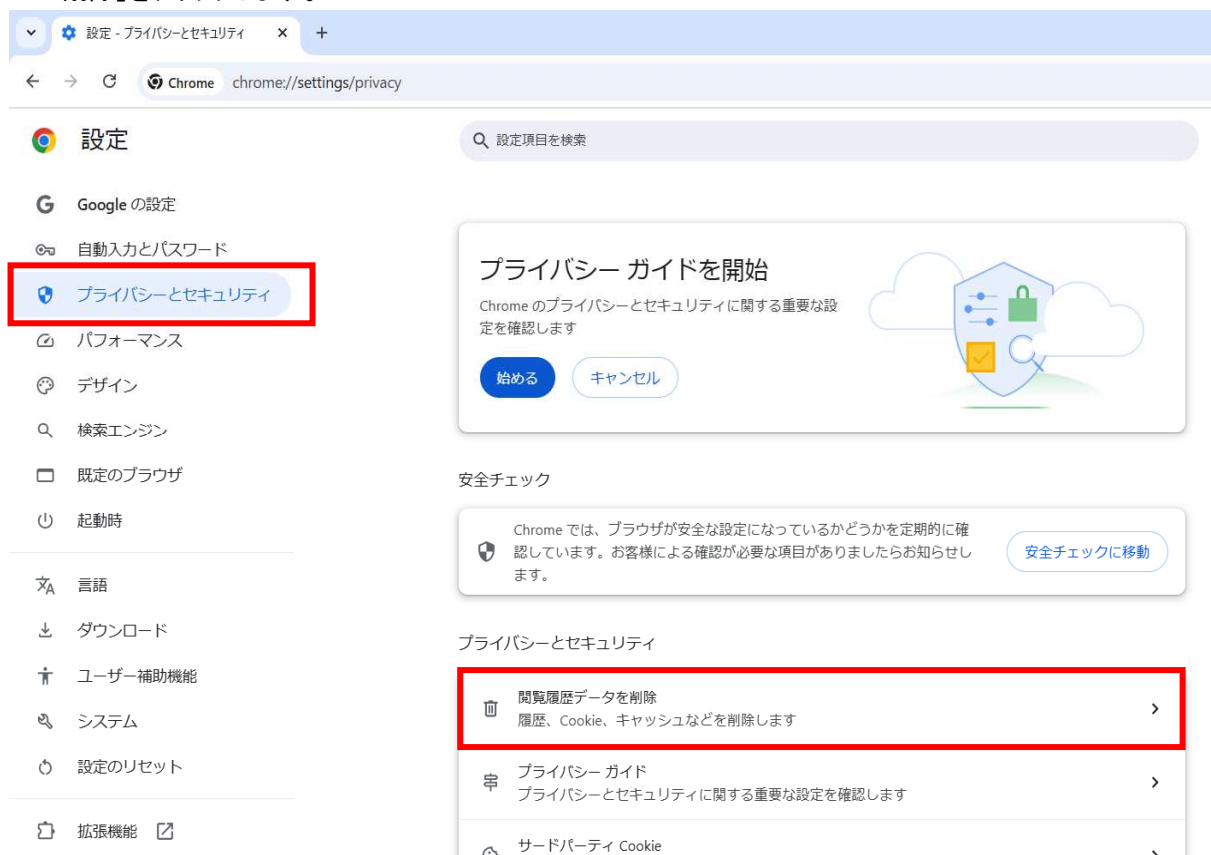 設定 - プライバシーとセキュリティ
Chrome chrome://settings/privacy
設定
設定項目を検索
Google の設定
自動入力とパスワード
プライバシーとセキュリティ
パフォーマンス
デザイン
検索エンジン
既定のブラウザ
起動時
言語
ダウンロード
ユーザー補助機能
システム
設定のリセット
拡張機能
プライバシー ガイドを開始
Chrome のプライバシーとセキュリティに関する重要な設
定を確認します
始める キャンセル
安全チェック
Chrome では、ブラウザが安全な設定になっているかどうかを定期的に確
認しています。お客様による確認が必要な項目がありましたらお知らせし
ます。
安全チェックに移動
プライバシーとセキュリティ
閲覧履歴データを削除
履歴、Cookie、キャッシュなどを削除します
プライバシー ガイド
プライバシーとセキュリティに関する重要な設定を確認します
サードパーティ Cookie